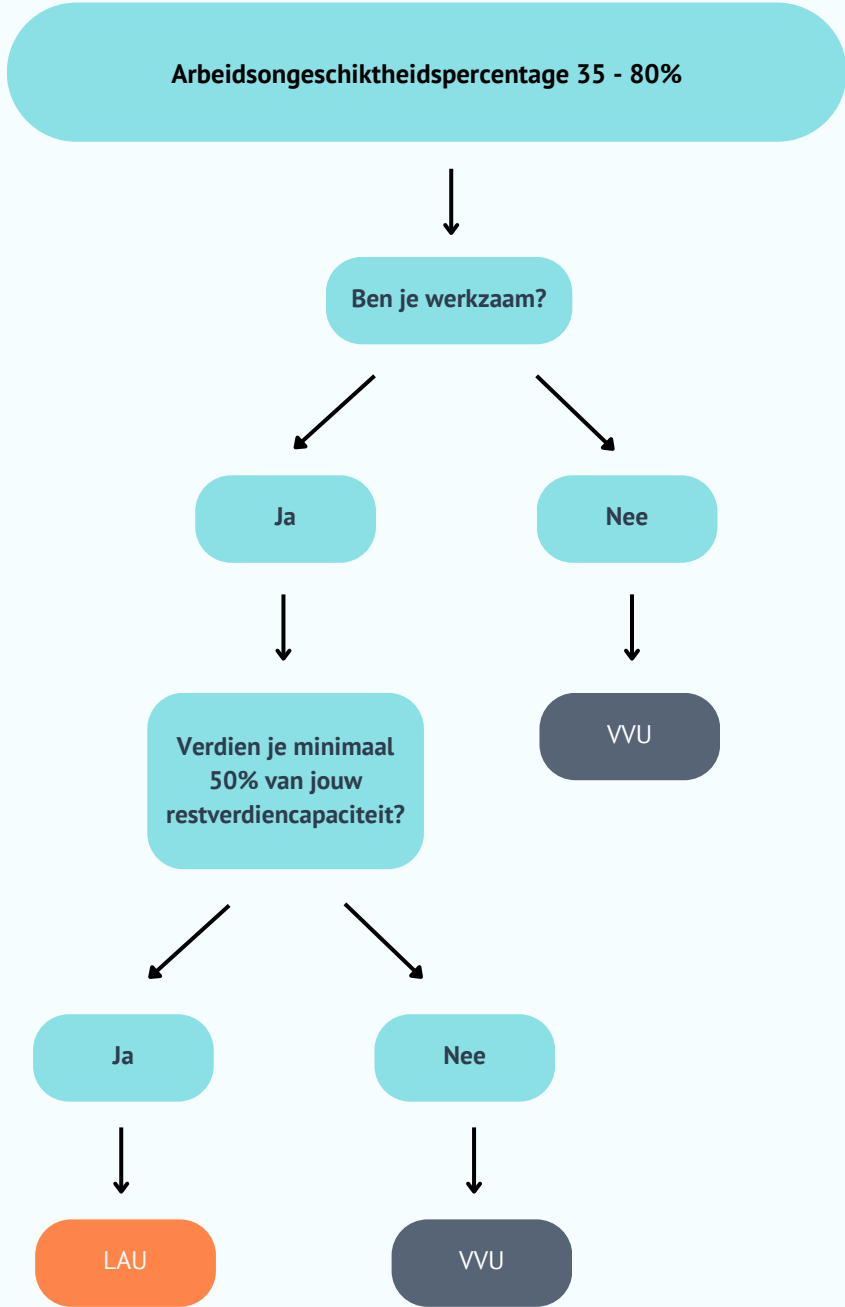 Arbeidsongeschiktheidspercentage 35 - 80%
Ben je werkzaam?
Ja
Nee
Verdien je minimaal
50% van jouw
restverdiencapaciteit?
VVU
Ja
Nee
LAU
VVU